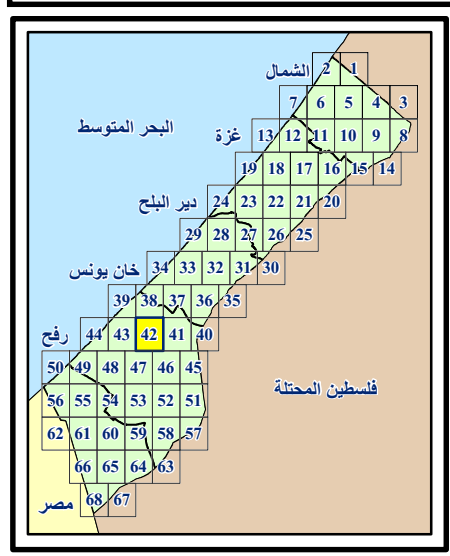 الشمال 2 1
7 6 5 4 3
البحر المتوسط
غزة 13 12 11 10 9 8
19 18 17 16 15 14
دير البلح 24 23 22 21 20
29 28 27 26 25
خان يونس 34 33 32 31 30
39 38 37 36 35
رفح 44 43 42 41 40
50 49 48 47 46 45
فلسطين المحتلة
56 55 54 53 52 51
62 61 60 59 58 57
66 65 64 63
مصر 68 67